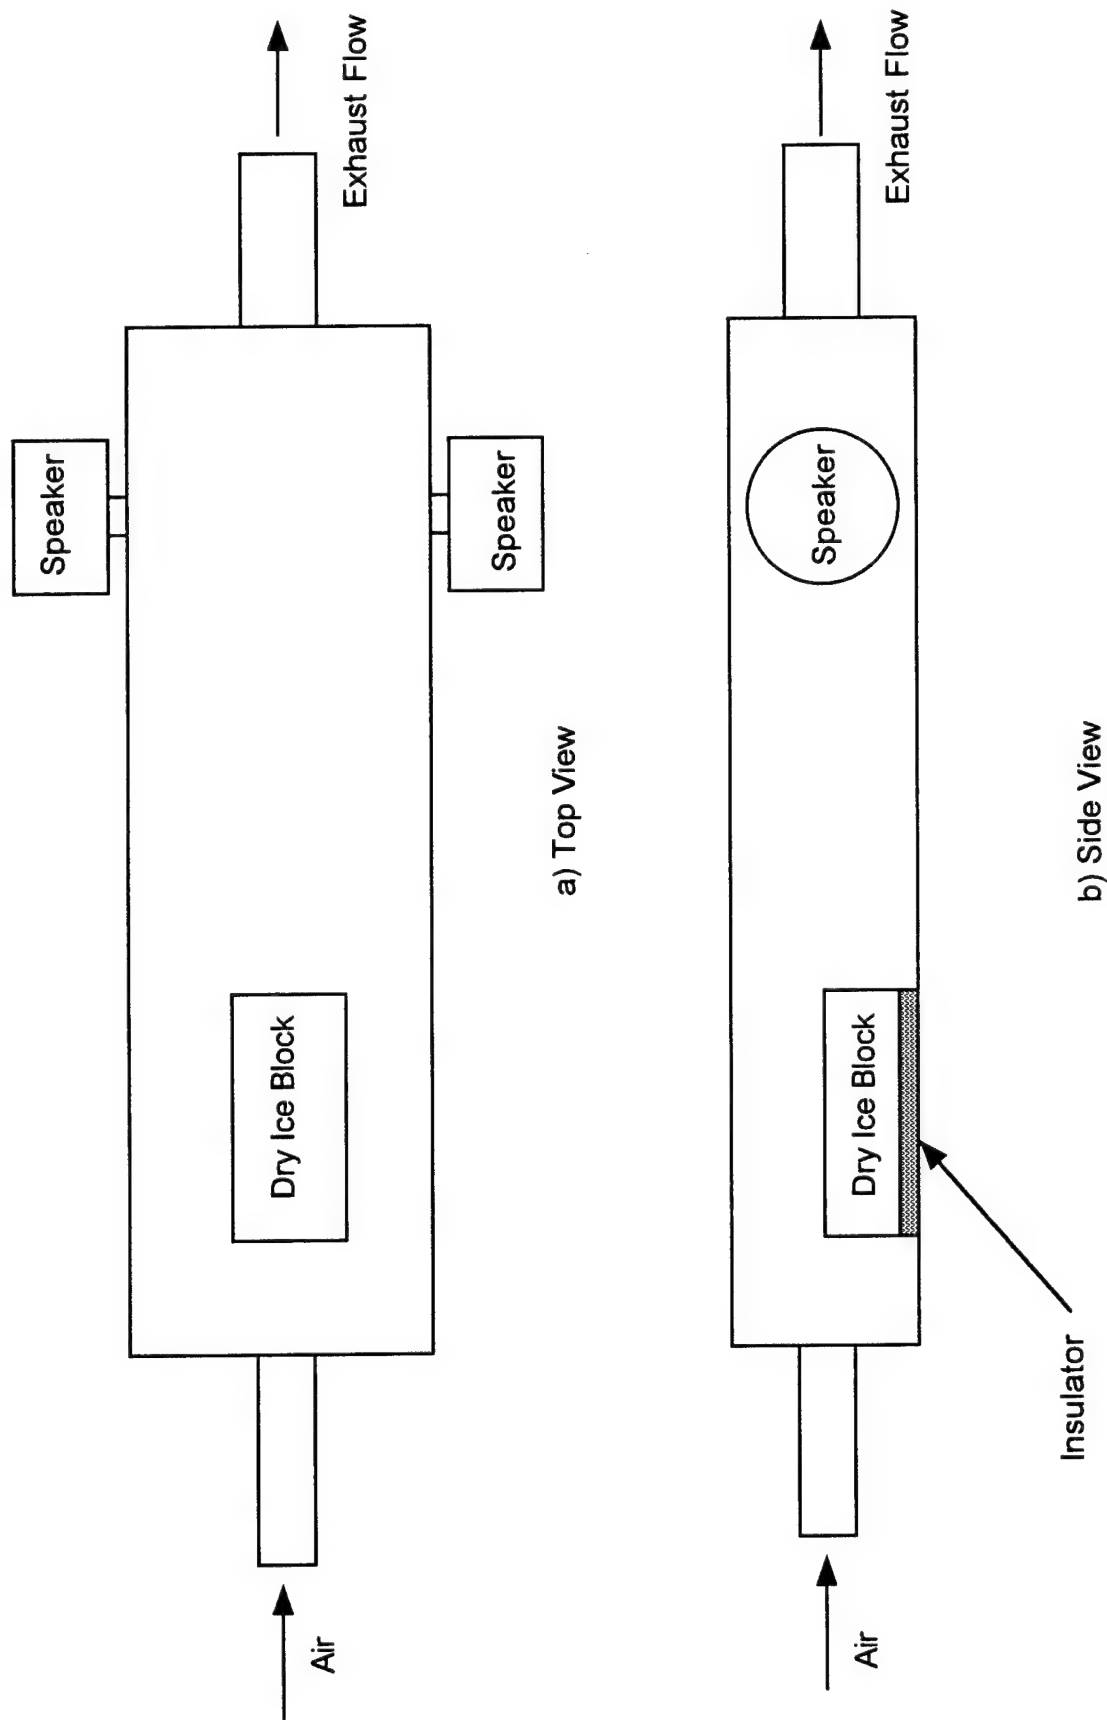 Speaker
Exhaust Flow
Dry Ice Block
Air
Speaker
a) Top View
Exhaust Flow
Speaker
Dry Ice Block
Air
Insulator
b) Side View